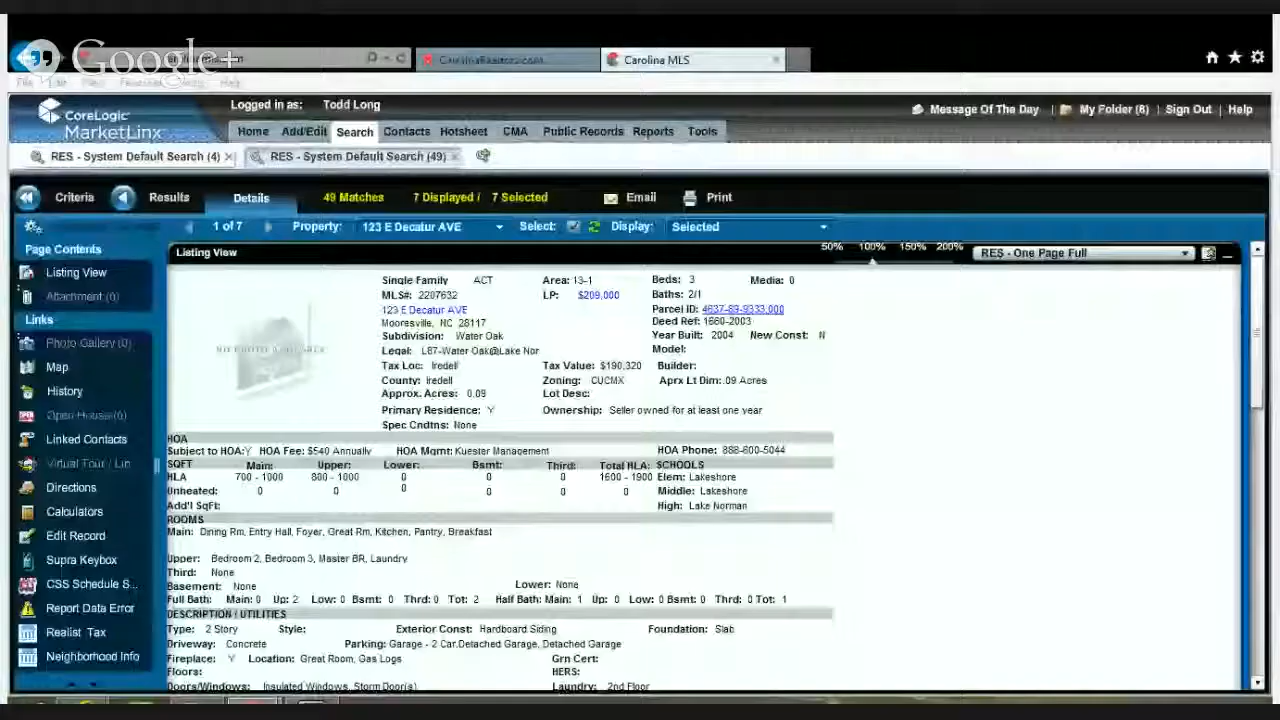 Google+
CarolinaRealtors.com
Carolina MLS
CoreLogic
MarketLinx
Logged in as: Todd Long
Message Of The Day | My Folder (8) | Sign Out | Help
Home Add/Edit Search Contacts Hotsheet CMA Public Records Reports Tools
RES - System Default Search (4) RES - System Default Search (49)
Criteria Results Details 49 Matches 7 Displayed / 7 Selected Email Print
1 of 7 Property: 123 E Decatur AVE Select: Display: Selected
Page Contents
Listing View
Attachment (0)
Links
Photo Gallery (0)
Map
History
Open House(0)
Linked Contacts
Virtual Tour / Lin
Directions
Calculators
Edit Record
Supra Keybox
CSS Schedule S...
Report Data Error
Realist Tax
Neighborhood Info
Listing View 50% 100% 150% 200% RES - One Page Full
NO PHOTO AVAILABLE
Single Family ACT Area: 13-1 Beds: 3 Media: 0
MLS#: 2207632 LP: $209,000 Baths: 2/1
123 E Decatur AVE Parcel ID: 4637-89-9333.000
Mooresville, NC 28117 Deed Ref: 1660-2003
Subdivision: Water Oak Year Built: 2004 New Const: N
Legal: L87-Water Oak@Lake Nor Model:
Tax Loc: Iredell Tax Value: $190,320 Builder:
County: Iredell Zoning: CUCMX Aprx Lt Dim: .09 Acres
Approx. Acres: 0.09 Lot Desc:
Primary Residence: Y Ownership: Seller owned for at least one year
Spec Cndtns: None
HOA
Subject to HOA:Y HOA Fee: $540 Annually HOA Mgmt: Kuester Management HOA Phone: 888-600-5044
SQFT Main: Upper: Lower: Bsmt: Third: Total HLA: SCHOOLS
HLA 700 - 1000 800 - 1000 0 0 0 1600 - 1900 Elem: Lakeshore
Unheated: 0 0 0 0 0 0 Middle: Lakeshore
Add'l SqFt: High: Lake Norman
ROOMS
Main: Dining Rm, Entry Hall, Foyer, Great Rm, Kitchen, Pantry, Breakfast
Upper: Bedroom 2, Bedroom 3, Master BR, Laundry
Third: None
Basement: None Lower: None
Full Bath: Main: 0 Up: 2 Low: 0 Bsmt: 0 Thrd: 0 Tot: 2 Half Bath: Main: 1 Up: 0 Low: 0 Bsmt: 0 Thrd: 0 Tot: 1
DESCRIPTION / UTILITIES
Type: 2 Story Style: Exterior Const: Hardboard Siding Foundation: Slab
Driveway: Concrete Parking: Garage - 2 Car,Detached Garage, Detached Garage
Fireplace: Y Location: Great Room, Gas Logs Grn Cert:
Floors: HERS:
Doors/Windows: Insulated Windows, Storm Door(s) Laundry: 2nd Floor